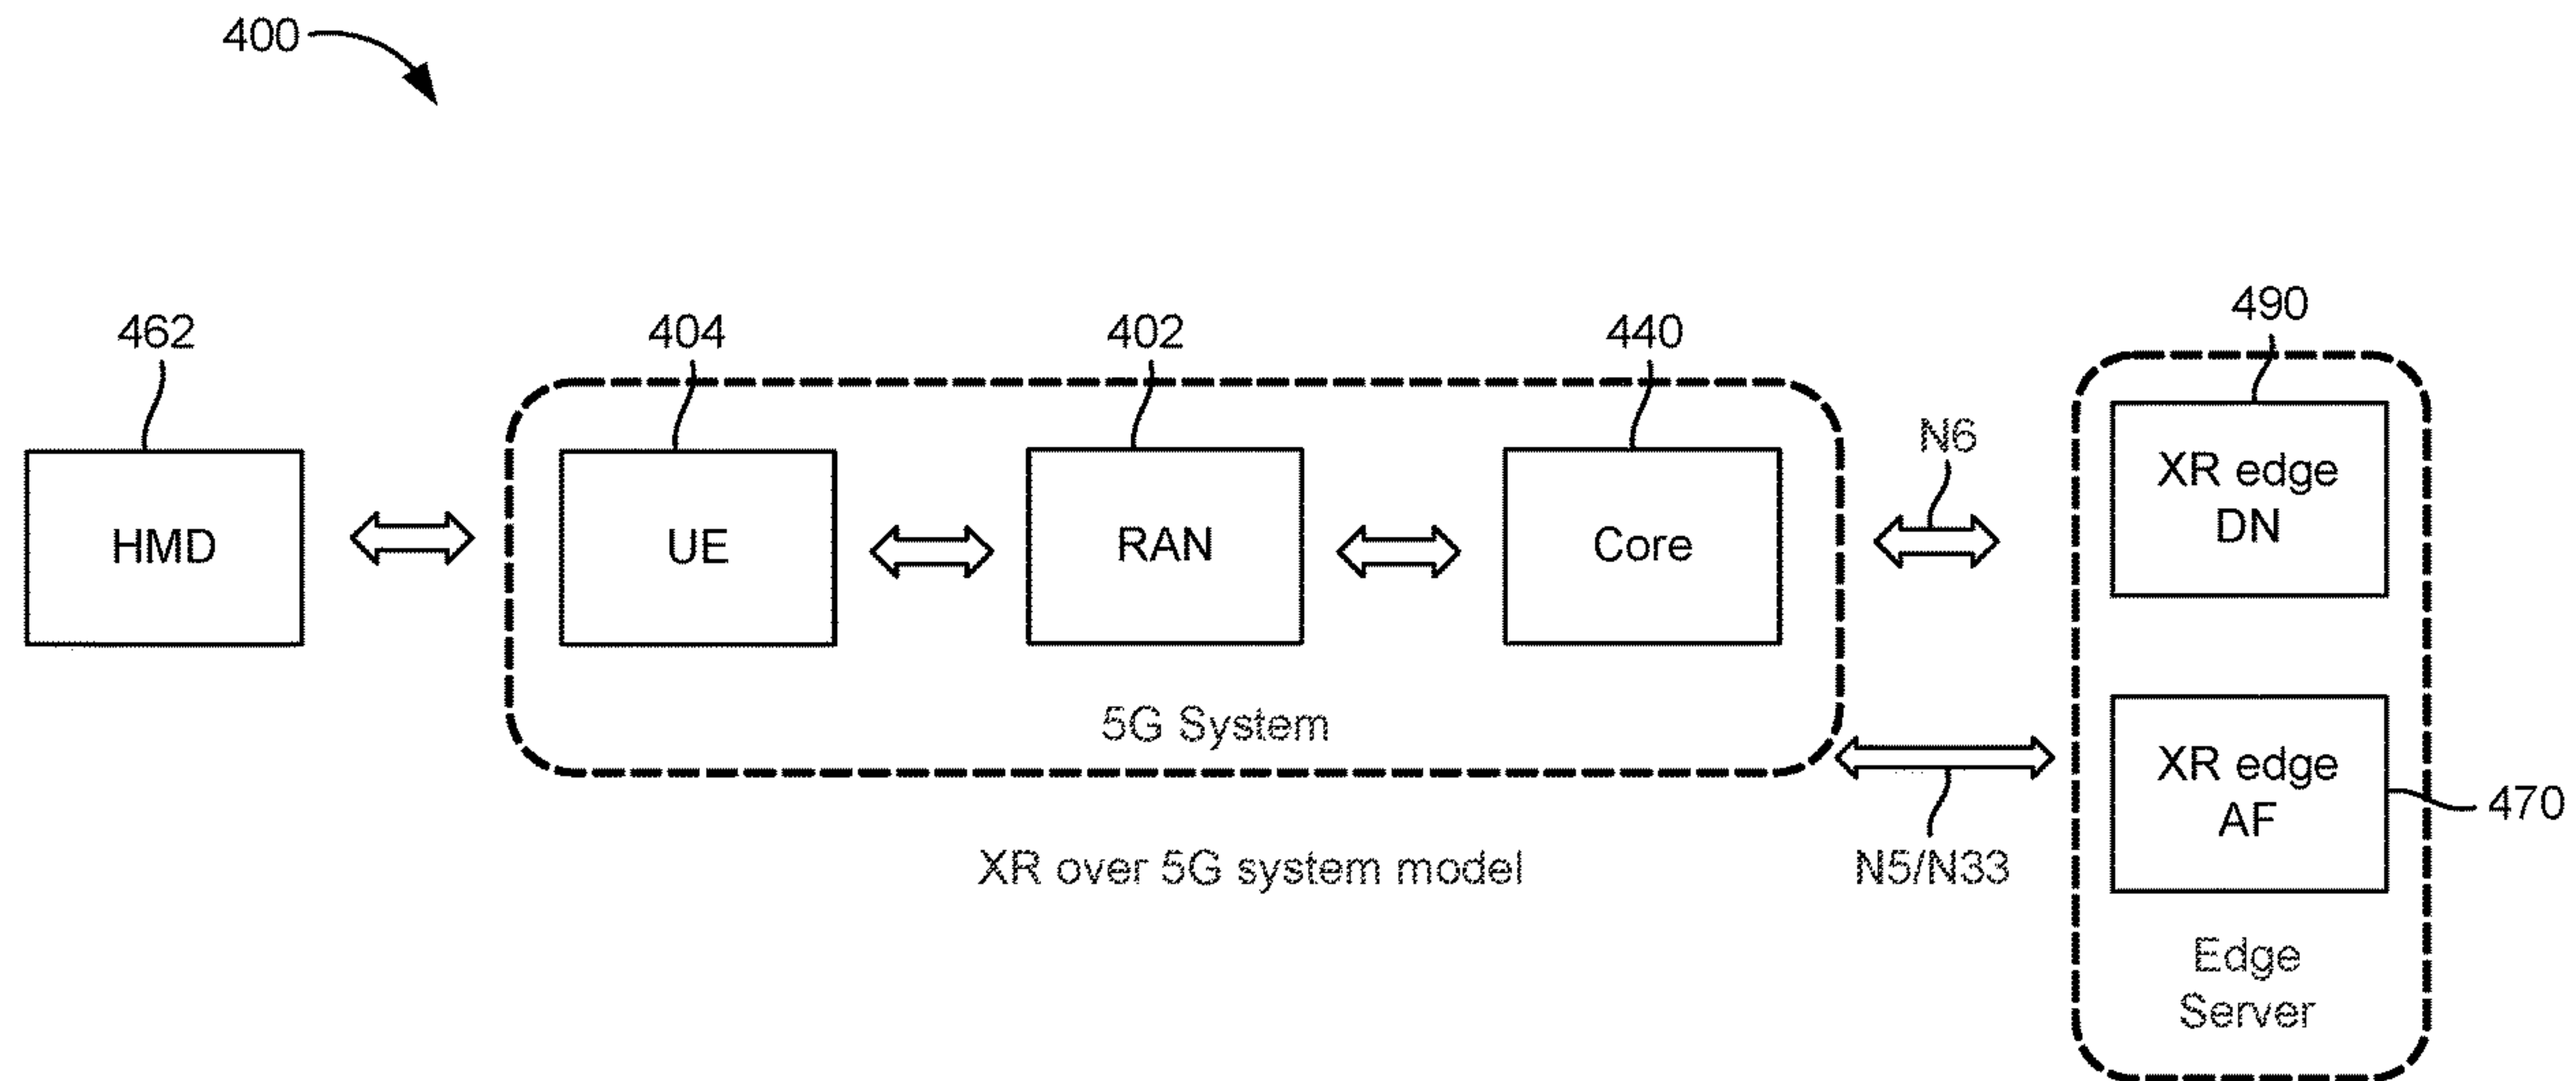 400
462
404
402
440
490
N6
HMD
UE
RAN
Core
XR edge
DN
5G System
XR edge
AF
470
XR over 5G system model
N5/N33
Edge
Server